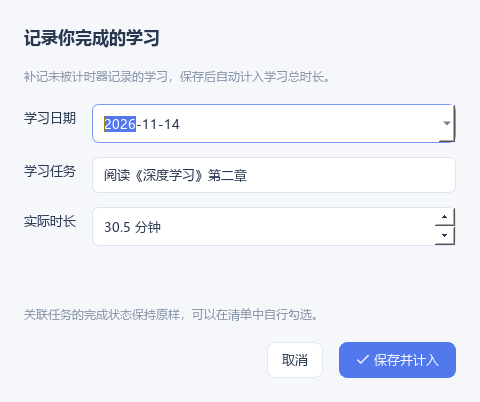 记录你完成的学习
补记未被计时器记录的学习，保存后自动计入学习总时长。
学习日期 2026-11-14
学习任务 阅读《深度学习》第二章
实际时长 30.5 分钟
关联任务的完成状态保持原样，可以在清单中自行勾选。
取消 保存并计入